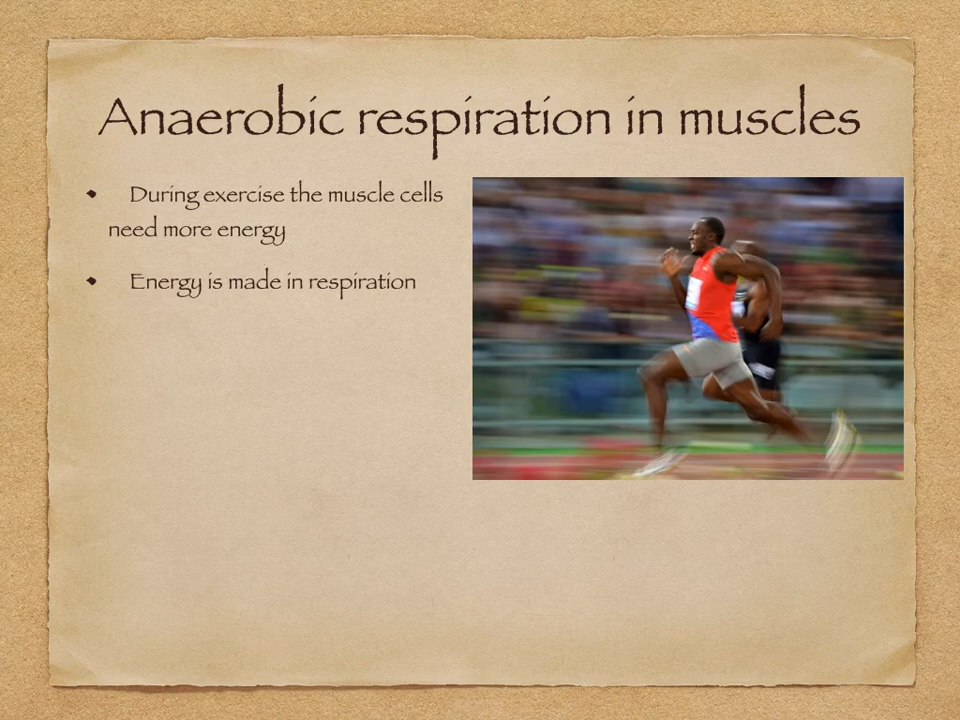 Anaerobic respiration in muscles
During exercise the muscle cells
need more energy
Energy is made in respiration